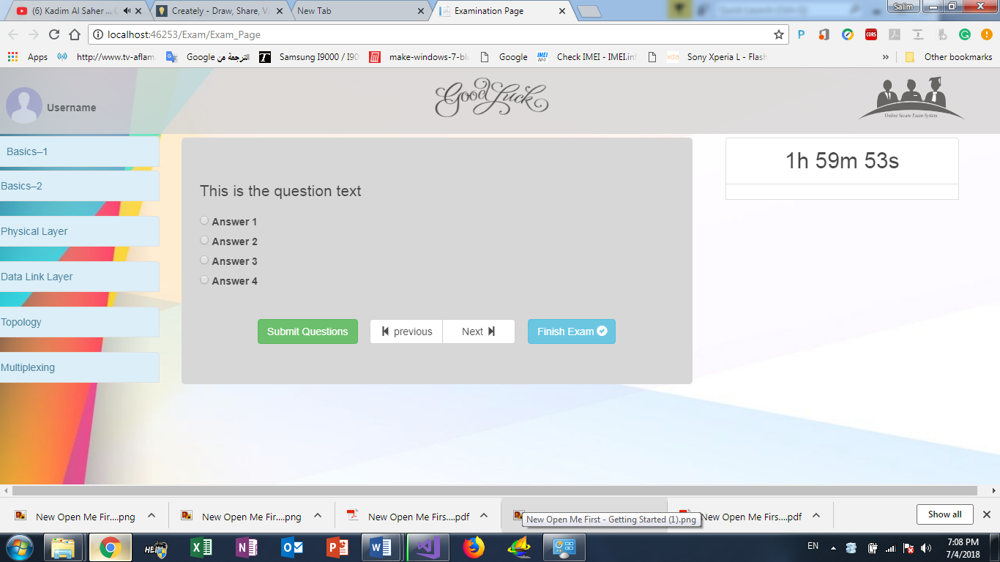 (6) Kadim Al Saher ... (
Creately - Draw, Share, V
New Tab
Examination Page
Salim
localhost:46253/Exam/Exam_Page
Apps
http://www.tv-aflam
Google الترجمة من
Samsung I9000 / I90
make-windows-7-bl
Google
Check IMEI - IMEI.inf
Sony Xperia L - Flash
»
Other bookmarks
Username
Good Luck
Online Secure Exam System
Basics–1
Basics–2
Physical Layer
Data Link Layer
Topology
Multiplexing
This is the question text
Answer 1
Answer 2
Answer 3
Answer 4
Submit Questions
previous
Next
Finish Exam
1h 59m 53s
New Open Me Fir....png
New Open Me Fir....png
New Open Me Firs....pdf
New Open Me First - Getting Started (1).png
New Open Me Firs....pdf
Show all
EN
7:08 PM
7/4/2018